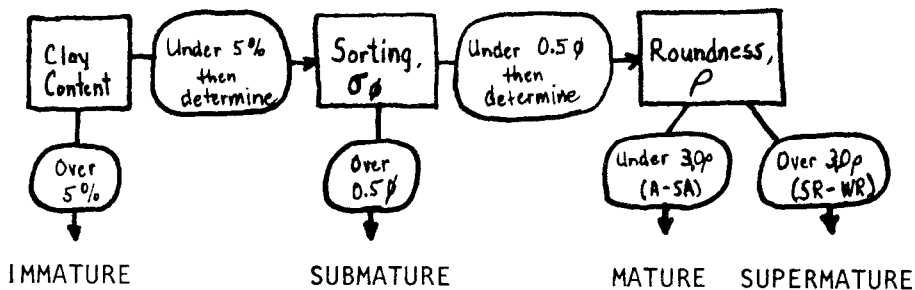 Clay
Content
Under 5%
then
determine
Sorting,
σϕ
Under 0.5ϕ
then
determine
Roundness,
ρ
Over
5%
Over
0.5ϕ
Under 3.0ρ
(A-SA)
Over 3.0ρ
(SR-WR)
IMMATURE
SUBMATURE
MATURE
SUPERMATURE